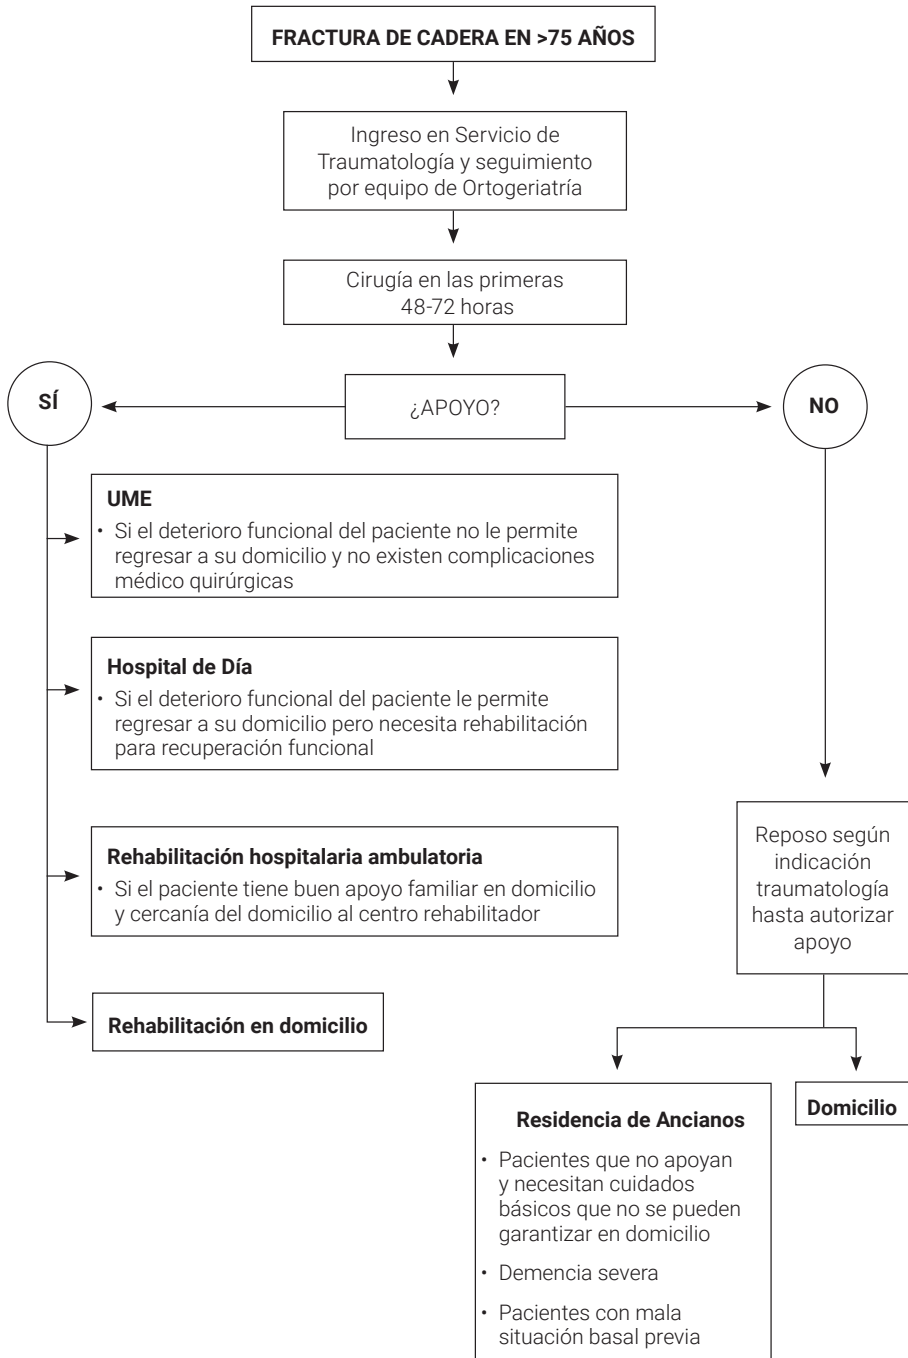 FRACTURA DE CADERA EN >75 AÑOS
Ingreso en Servicio de
Traumatología y seguimiento
por equipo de Ortogeriatría
Cirugía en las primeras
48-72 horas
¿APOYO?
SÍ
NO
UME
• Si el deterioro funcional del paciente no le permite
regresar a su domicilio y no existen complicaciones
médico quirúrgicas
Hospital de Día
• Si el deterioro funcional del paciente le permite
regresar a su domicilio pero necesita rehabilitación
para recuperación funcional
Rehabilitación hospitalaria ambulatoria
• Si el paciente tiene buen apoyo familiar en domicilio
y cercanía del domicilio al centro rehabilitador
Rehabilitación en domicilio
Reposo según
indicación
traumatología
hasta autorizar
apoyo
Residencia de Ancianos
• Pacientes que no apoyan
y necesitan cuidados
básicos que no se pueden
garantizar en domicilio
• Demencia severa
• Pacientes con mala
situación basal previa
Domicilio